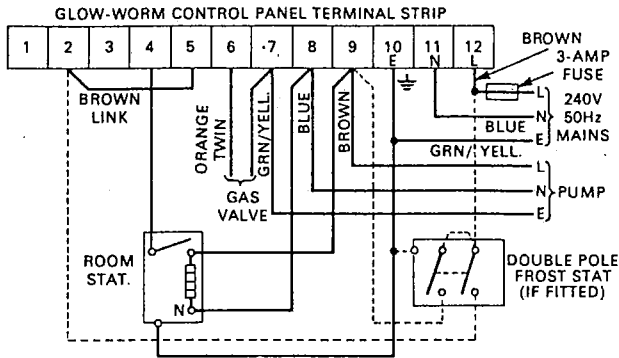 GLOW-WORM CONTROL PANEL TERMINAL STRIP
1 2 3 4 5 6 7 8 9 10 11 12
E N L
BROWN
3-AMP
FUSE
BROWN
LINK
ORANGE
TWIN
GRN/YELL.
BLUE
BROWN
L
N
E
240V
50Hz
MAINS
BLUE
GRN/YELL.
GAS
VALVE
L
N
E
PUMP
ROOM
STAT.
N
DOUBLE POLE
FROST STAT
(IF FITTED)